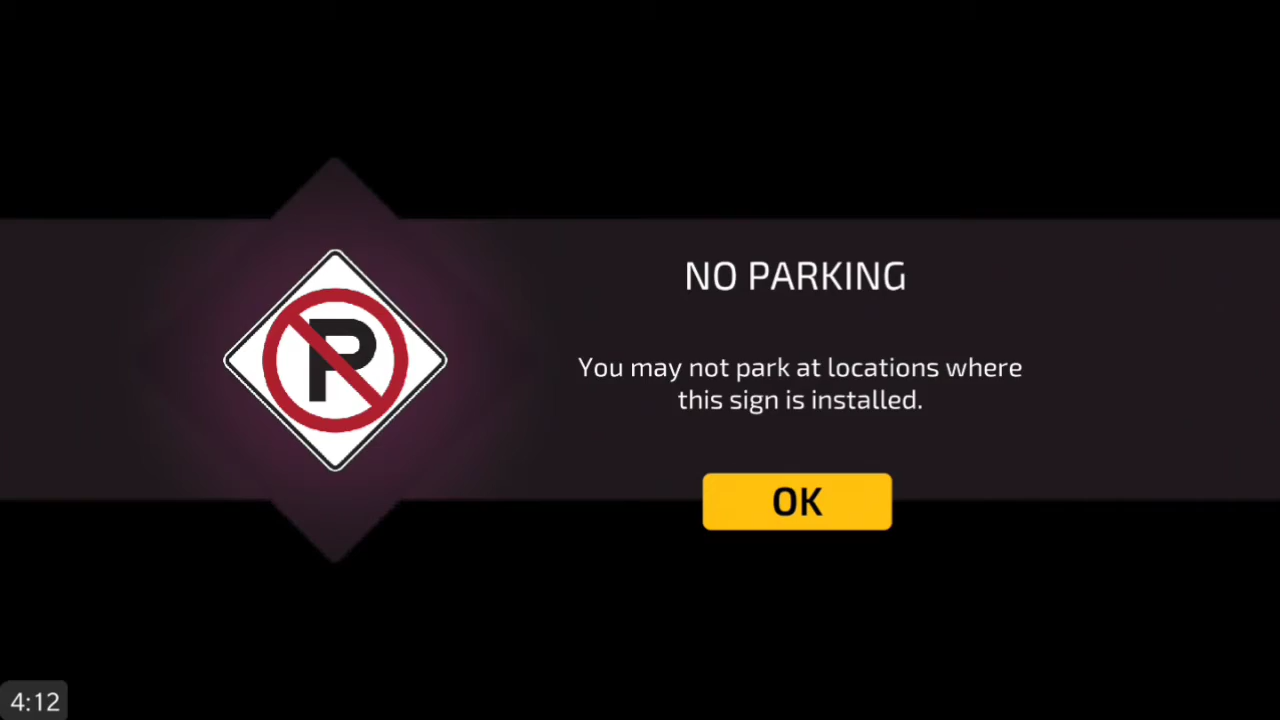 P
NO PARKING
You may not park at locations where
this sign is installed.
OK
4:12